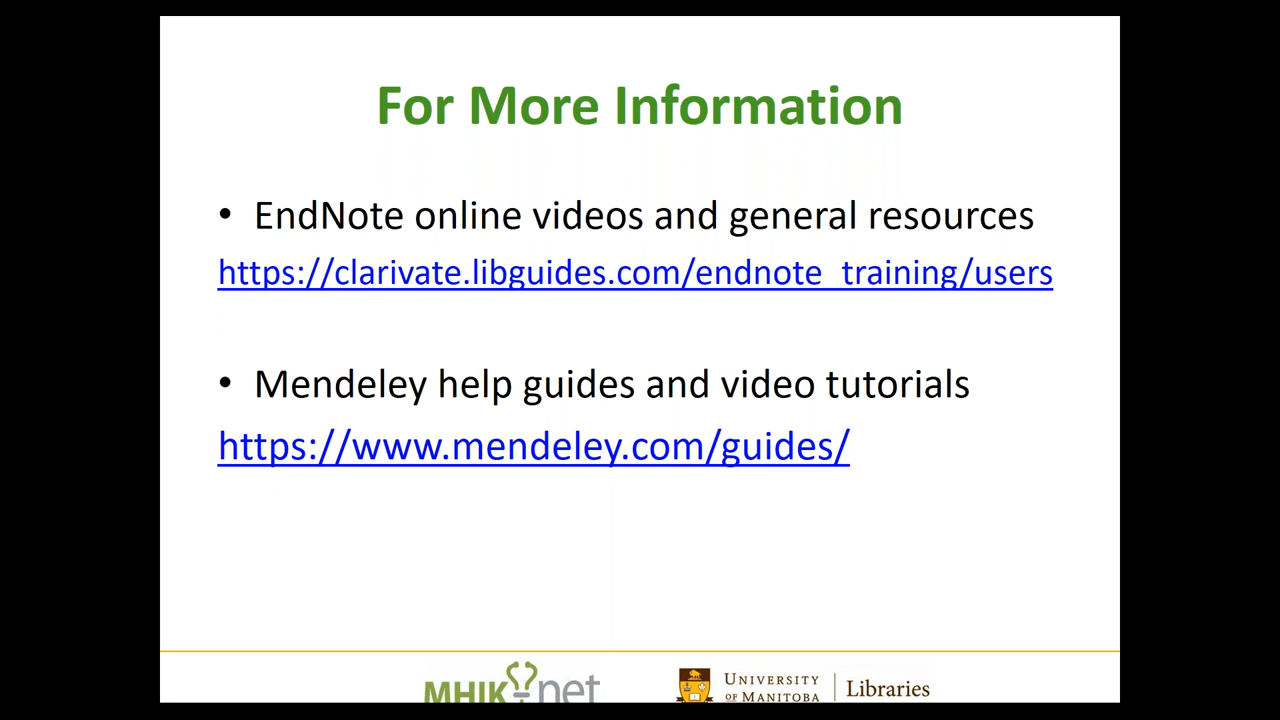 For More Information
• EndNote online videos and general resources
https://clarivate.libguides.com/endnote_training/users
• Mendeley help guides and video tutorials
https://www.mendeley.com/guides/
MHIKnet
UNIVERSITY
OF MANITOBA
Libraries